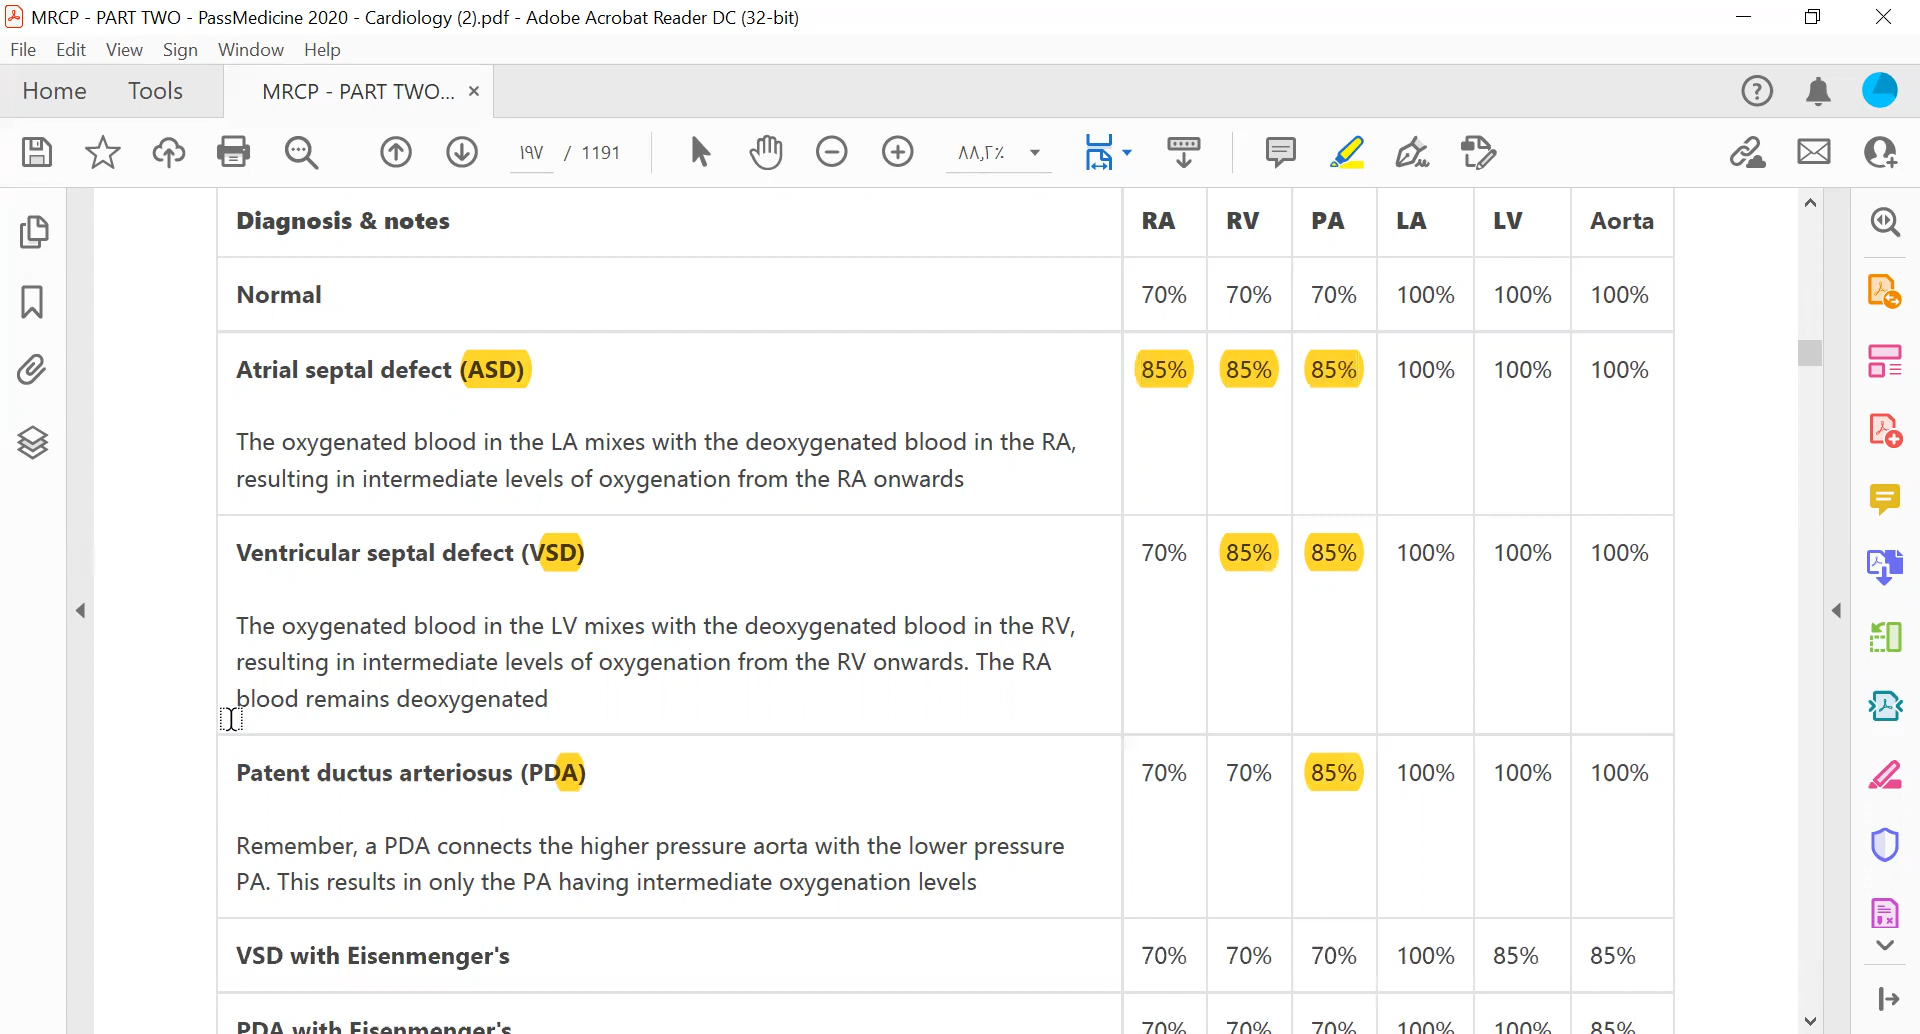 MRCP - PART TWO - PassMedicine 2020 - Cardiology (2).pdf - Adobe Acrobat Reader DC (32-bit)
File Edit View Sign Window Help
Home Tools MRCP - PART TWO... ×
١٩٧ / 1191 ٨٨,٢٪
Diagnosis & notes RA RV PA LA LV Aorta
Normal 70% 70% 70% 100% 100% 100%
Atrial septal defect (ASD) 85% 85% 85% 100% 100% 100%
The oxygenated blood in the LA mixes with the deoxygenated blood in the RA,
resulting in intermediate levels of oxygenation from the RA onwards
Ventricular septal defect (VSD) 70% 85% 85% 100% 100% 100%
The oxygenated blood in the LV mixes with the deoxygenated blood in the RV,
resulting in intermediate levels of oxygenation from the RV onwards. The RA
blood remains deoxygenated
Patent ductus arteriosus (PDA) 70% 70% 85% 100% 100% 100%
Remember, a PDA connects the higher pressure aorta with the lower pressure
PA. This results in only the PA having intermediate oxygenation levels
VSD with Eisenmenger's 70% 70% 70% 100% 85% 85%
PDA with Eisenmenger's 70% 70% 70% 100% 100% 85%